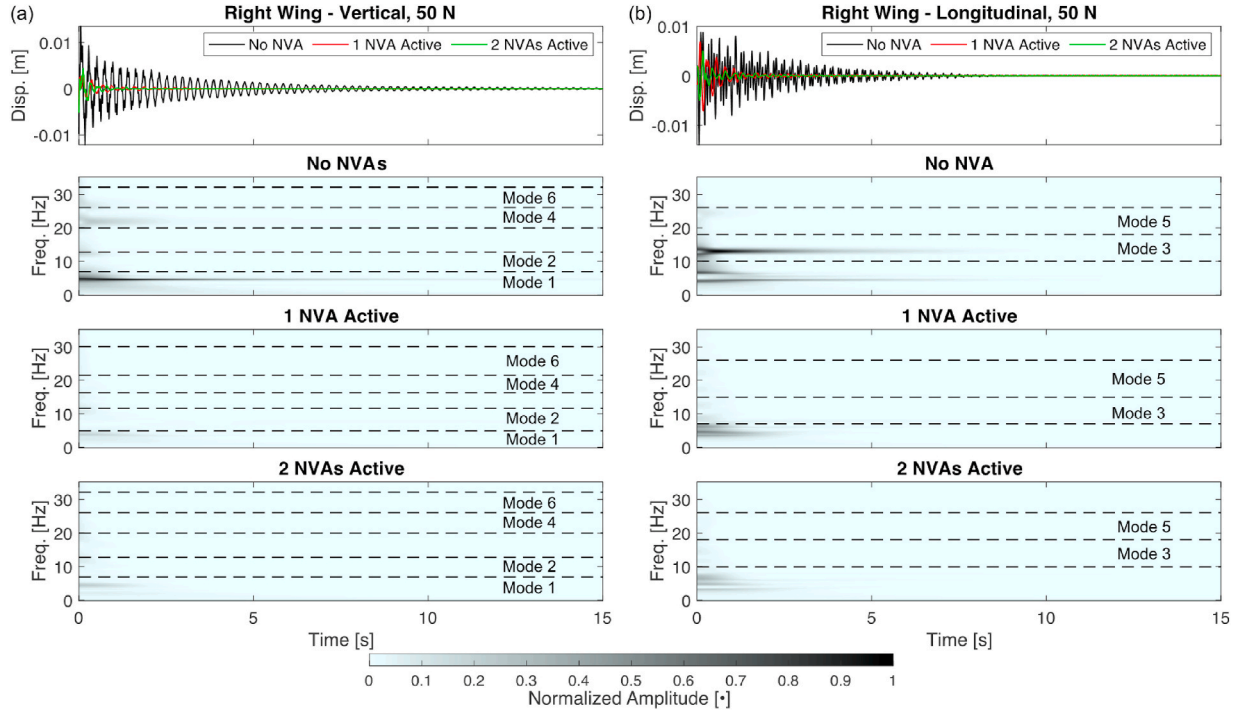 (a)
Right Wing - Vertical, 50 N
No NVA 1 NVA Active 2 NVAs Active
Disp. [m]
0.01
0
-0.01
No NVAs
Freq. [Hz]
30
20
10
0
Mode 6
Mode 4
Mode 2
Mode 1
0 5 10 15
1 NVA Active
Freq. [Hz]
30
20
10
0
Mode 6
Mode 4
Mode 2
Mode 1
2 NVAs Active
Freq. [Hz]
30
20
10
0
Mode 6
Mode 4
Mode 2
Mode 1
0 5 10 15
Time [s]
(b)
Right Wing - Longitudinal, 50 N
No NVA 1 NVA Active 2 NVAs Active
Disp. [m]
0.01
0
-0.01
No NVA
Freq. [Hz]
30
20
10
0
Mode 5
Mode 3
0 5 10 15
1 NVA Active
Freq. [Hz]
30
20
10
0
Mode 5
Mode 3
2 NVAs Active
Freq. [Hz]
30
20
10
0
Mode 5
Mode 3
0 5 10 15
Time [s]
0 0.1 0.2 0.3 0.4 0.5 0.6 0.7 0.8 0.9 1
Normalized Amplitude [•]